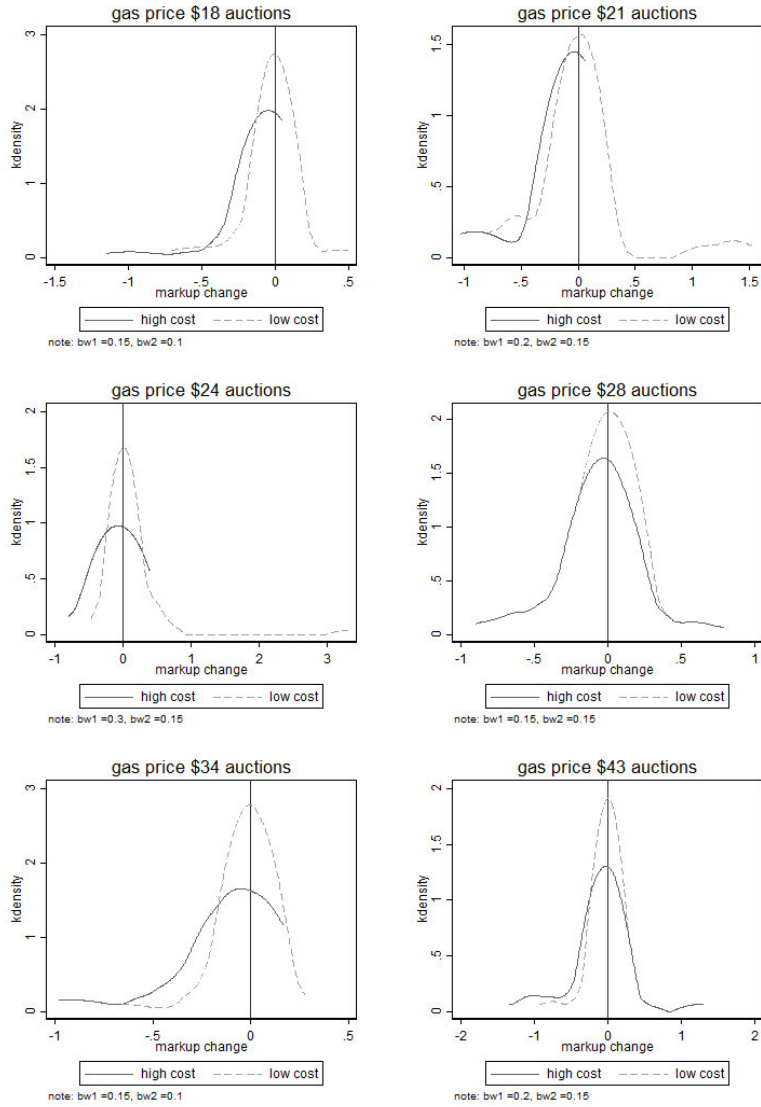 gas price $18 auctions
kdensity
3
2
1
0
-1.5 -1 -.5 0 .5
markup change
high cost low cost
note: bw1 =0.15, bw2 =0.1
gas price $21 auctions
kdensity
1.5
1
.5
0
-1 -.5 0 .5 1 1.5
markup change
high cost low cost
note: bw1 =0.2, bw2 =0.15
gas price $24 auctions
kdensity
2
1.5
1
.5
0
-1 0 1 2 3
markup change
high cost low cost
note: bw1 =0.3, bw2 =0.15
gas price $28 auctions
kdensity
2
1.5
1
.5
0
-1 -.5 0 .5 1
markup change
high cost low cost
note: bw1 =0.15, bw2 =0.15
gas price $34 auctions
kdensity
3
2
1
0
-1 -.5 0 .5
markup change
high cost low cost
note: bw1 =0.15, bw2 =0.1
gas price $43 auctions
kdensity
2
1.5
1
.5
0
-2 -1 0 1 2
markup change
high cost low cost
note: bw1 =0.2, bw2 =0.15